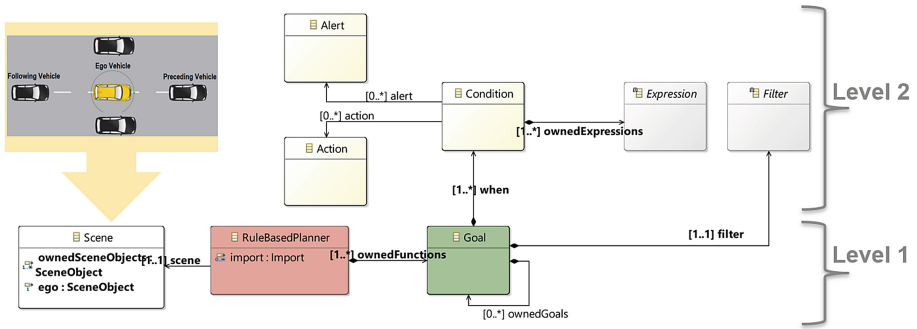 Alert
Ego Vehicle
Following Vehicle
Preceding Vehicle
[0..*] alert
Condition
Expression
Filter
Level 2
[0..*] action
[1..*] ownedExpressions
Action
[1..*] when
Scene
RuleBasedPlanner
Goal
[1..1] filter
Level 1
ownedSceneObjects :
SceneObject
ego : SceneObject
[1..1] scene
import : Import
[1..*] ownedFunctions
[0..*] ownedGoals